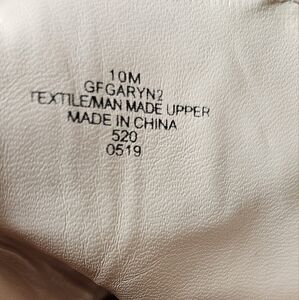 10M
GFGARYN2
TEXTILE/MAN MADE UPPER
MADE IN CHINA
520
0519